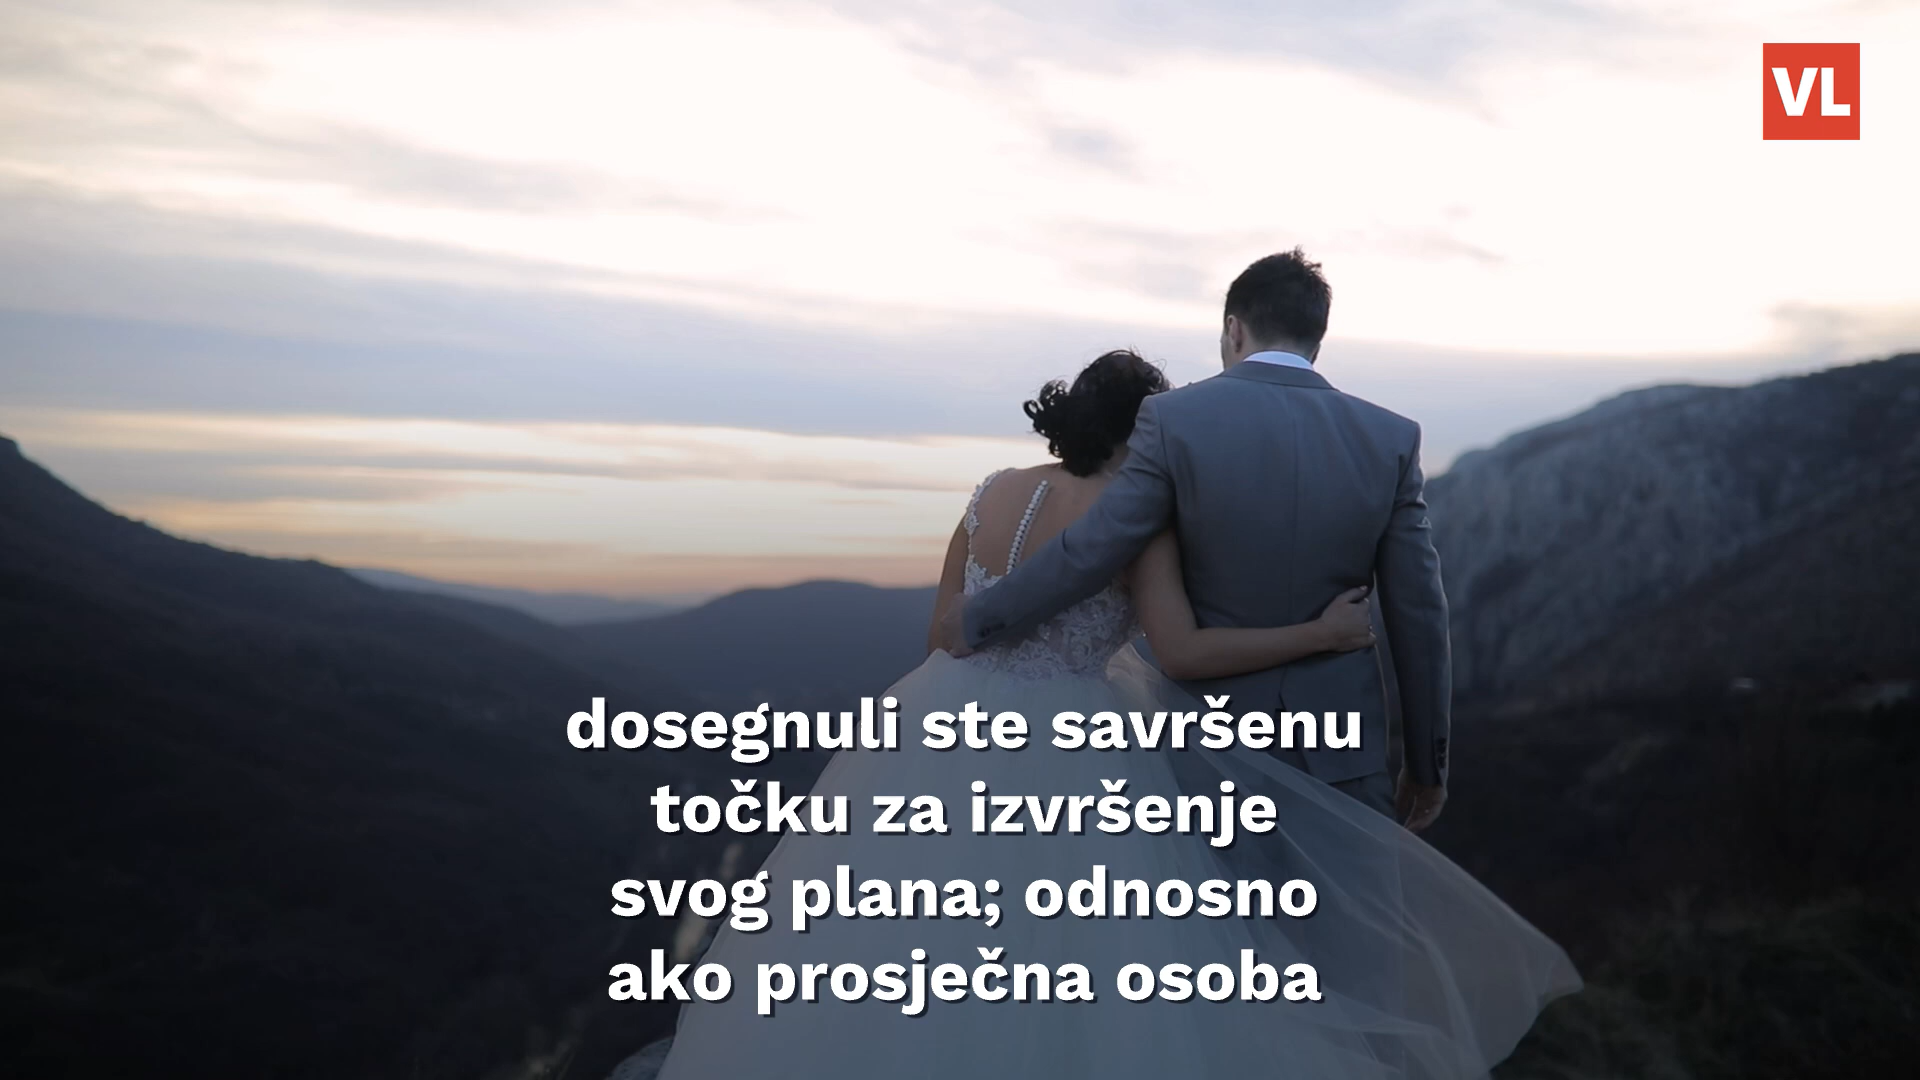 VL
dosegnuli ste savršenu
točku za izvršenje
svog plana; odnosno
ako prosječna osoba